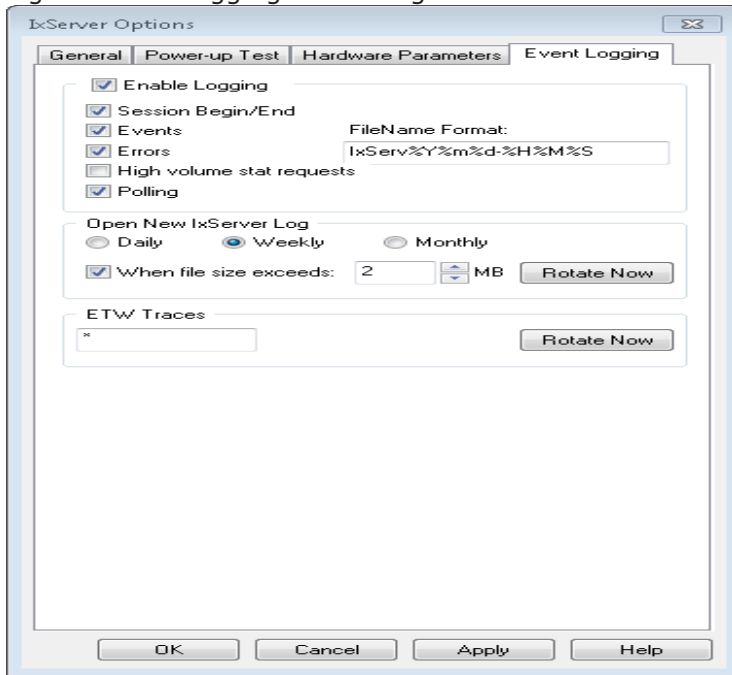 IxServer Options
General Power-up Test Hardware Parameters Event Logging
Enable Logging
Session Begin/End
Events FileName Format:
Errors IxServ%Y%m%d-%H%M%S
High volume stat requests
Polling
Open New IxServer Log
Daily Weekly Monthly
When file size exceeds: 2 MB Rotate Now
ETW Traces
* Rotate Now
OK Cancel Apply Help